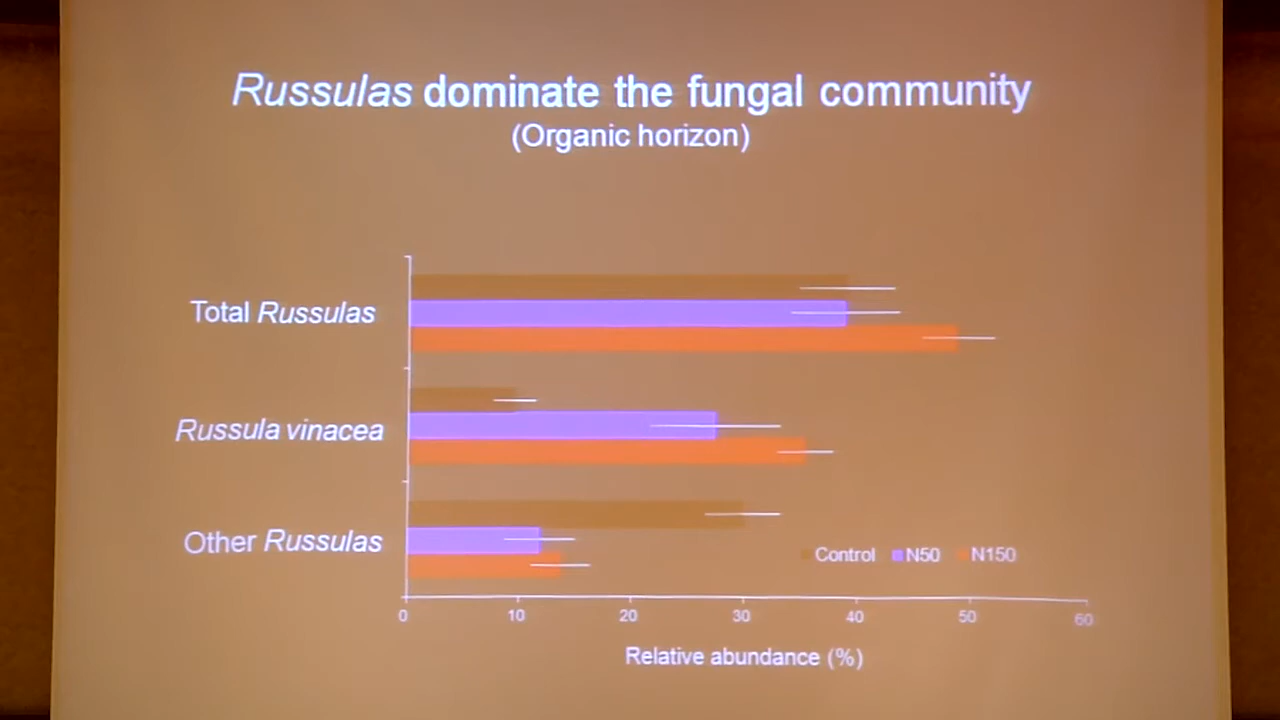 Russulas dominate the fungal community
(Organic horizon)
Total Russulas
Russula vinacea
Other Russulas
Control N50 N150
0 10 20 30 40 50 60
Relative abundance (%)